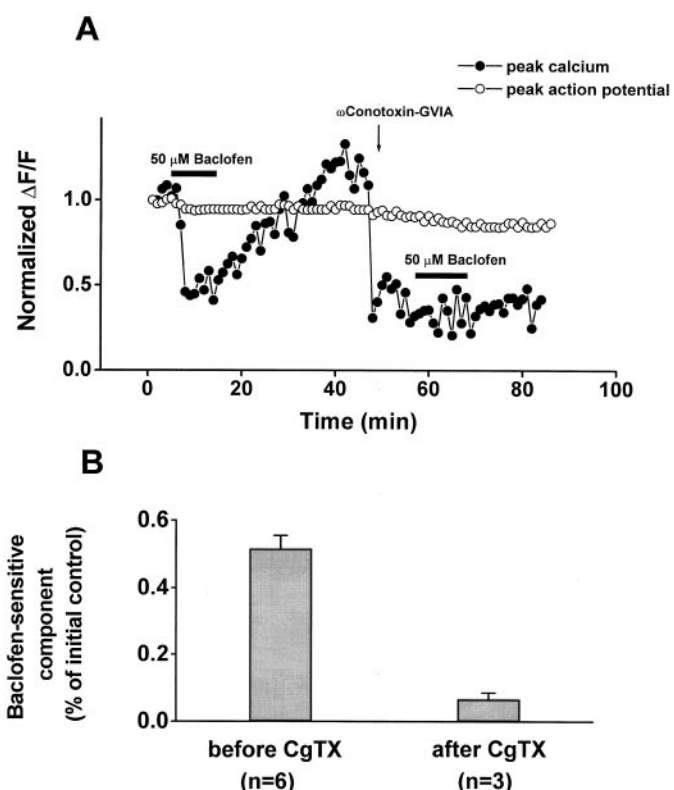 A
peak calcium
peak action potential
ωConotoxin-GVIA
50 μM Baclofen
50 μM Baclofen
Normalized ΔF/F
1.0
0.5
0.0
0 20 40 60 80 100
Time (min)
B
Baclofen-sensitive
component
(% of initial control)
0.6
0.4
0.2
0.0
before CgTX after CgTX
(n=6) (n=3)